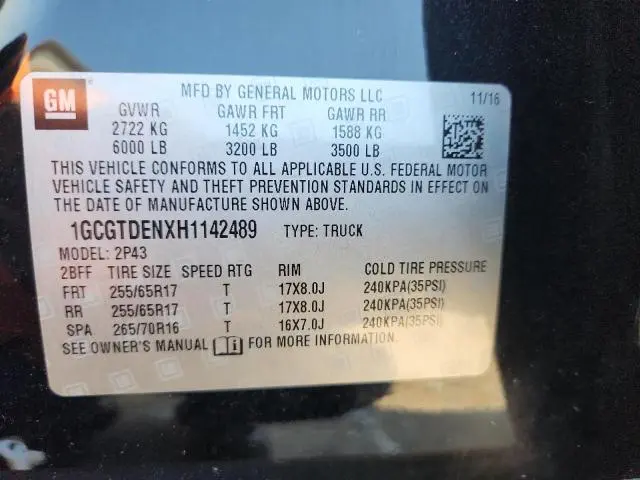 GM
MFD BY GENERAL MOTORS LLC
11/16
GVWR GAWR FRT GAWR RR
2722 KG 1452 KG 1588 KG
6000 LB 3200 LB 3500 LB
THIS VEHICLE CONFORMS TO ALL APPLICABLE U.S. FEDERAL MOTOR
VEHICLE SAFETY AND THEFT PREVENTION STANDARDS IN EFFECT ON
THE DATE OF MANUFACTURE SHOWN ABOVE.
1GCGTDENXH1142489 TYPE: TRUCK
MODEL: 2P43
2BFF TIRE SIZE SPEED RTG RIM COLD TIRE PRESSURE
FRT 255/65R17 T 17X8.0J 240KPA(35PSI)
RR 255/65R17 T 17X8.0J 240KPA(35PSI)
SPA 265/70R16 T 16X7.0J 240KPA(35PSI)
SEE OWNER'S MANUAL i FOR MORE INFORMATION.